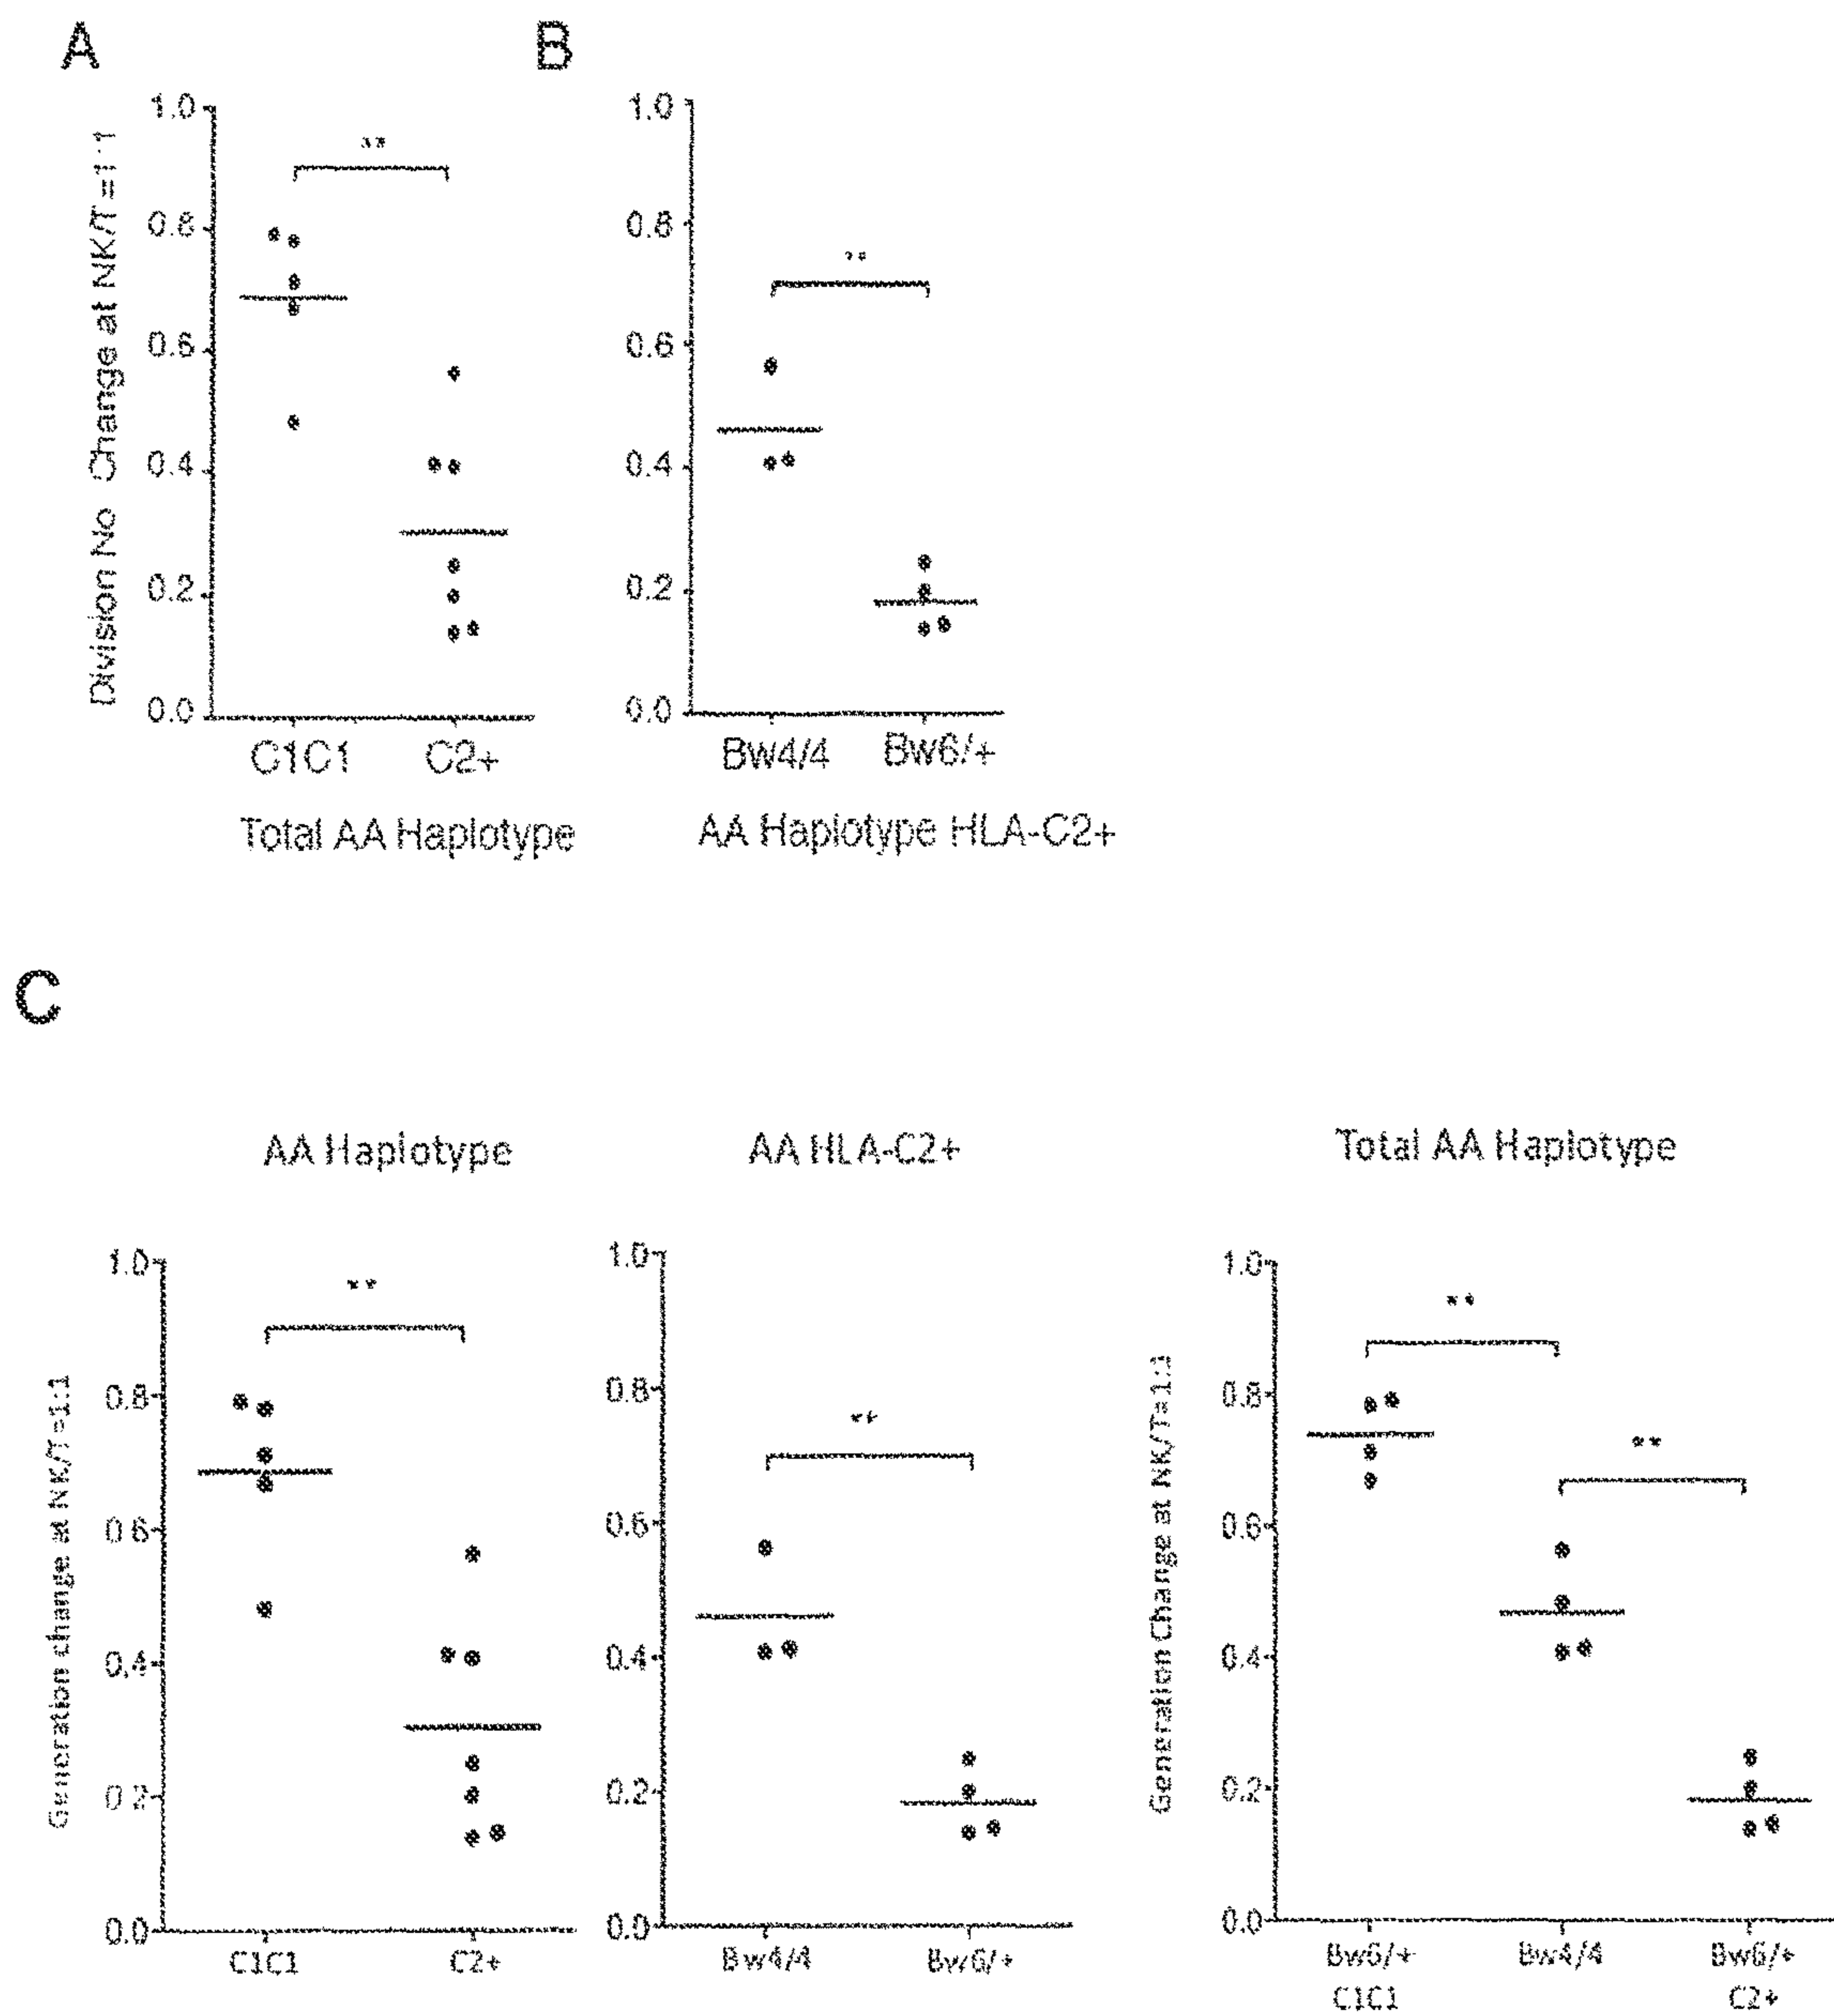 A
B
Division No Change at NK/T=1:1
1.0
0.8
0.6
0.4
0.2
0.0
**
C1C1 C2+
Total AA Haplotype
1.0
0.8
0.6
0.4
0.2
0.0
**
Bw4/4 Bw6/+
AA Haplotype HLA-C2+
C
AA Haplotype
Generation change at NK/T=1:1
1.0
0.8
0.6
0.4
0.2
0.0
**
C1C1 C2+
AA HLA-C2+
1.0
0.8
0.6
0.4
0.2
0.0
**
Bw4/4 Bw6/+
Total AA Haplotype
Generation Change at NK/T=1:1
1.0
0.8
0.6
0.4
0.2
0.0
**
**
Bw6/+ Bw4/4 Bw6/+
C1C1 C2+